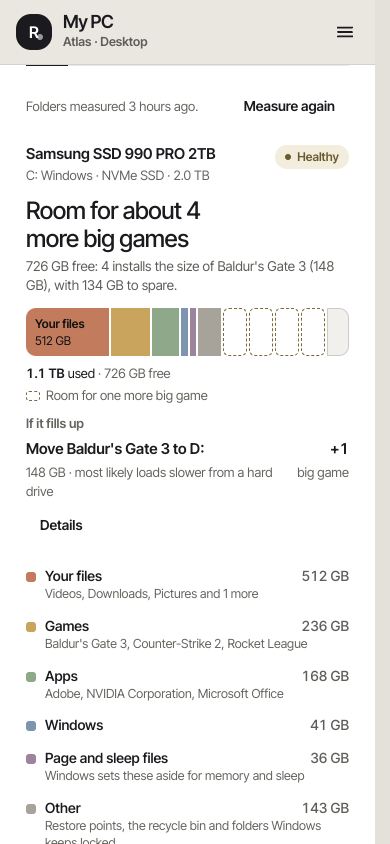 R.
My PC
Atlas · Desktop
Folders measured 3 hours ago.
Measure again
Samsung SSD 990 PRO 2TB
Healthy
C: Windows · NVMe SSD · 2.0 TB
Room for about 4
more big games
726 GB free: 4 installs the size of Baldur's Gate 3 (148
GB), with 134 GB to spare.
Your files
512 GB
1.1 TB used · 726 GB free
Room for one more big game
If it fills up
Move Baldur's Gate 3 to D:
+1
148 GB · most likely loads slower from a hard
drive
big game
Details
Your files
512 GB
Videos, Downloads, Pictures and 1 more
Games
236 GB
Baldur's Gate 3, Counter-Strike 2, Rocket League
Apps
168 GB
Adobe, NVIDIA Corporation, Microsoft Office
Windows
41 GB
Page and sleep files
36 GB
Windows sets these aside for memory and sleep
Other
143 GB
Restore points, the recycle bin and folders Windows
keeps locked